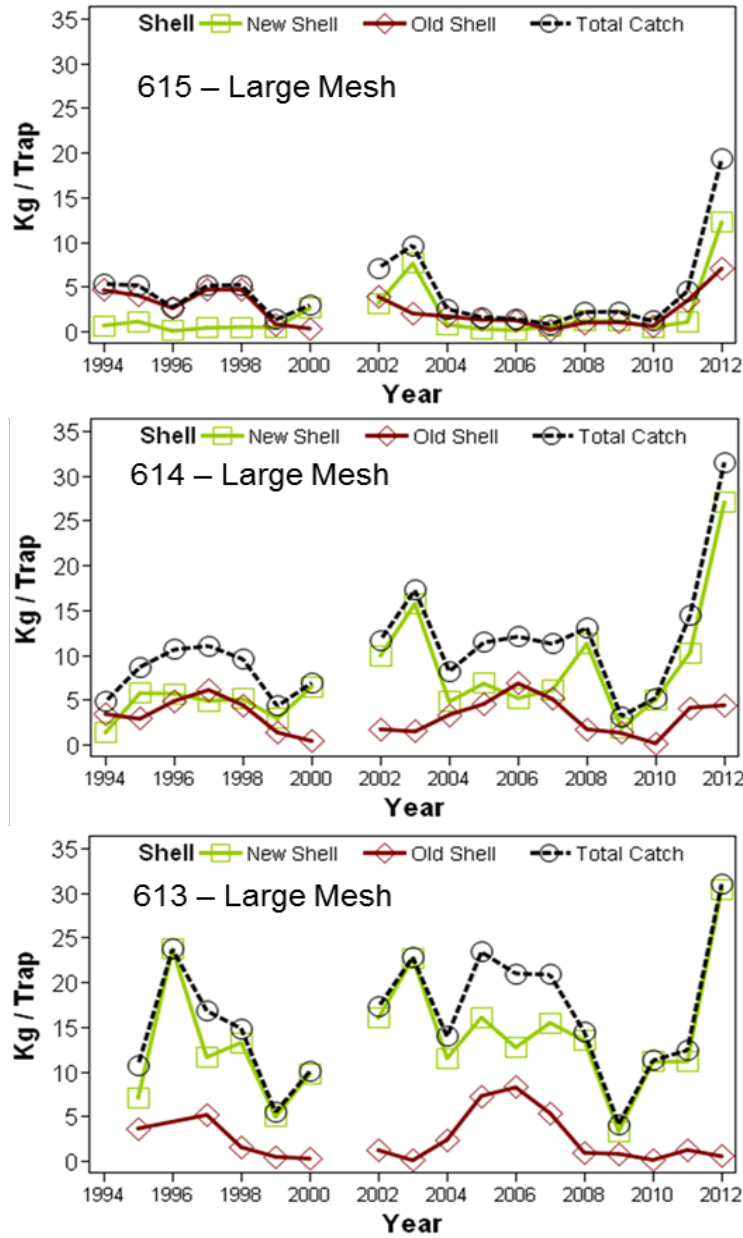 Shell New Shell Old Shell Total Catch
615 – Large Mesh
Kg / Trap
35
30
25
20
15
10
5
0
1994 1996 1998 2000 2002 2004 2006 2008 2010 2012
Year
Shell New Shell Old Shell Total Catch
614 – Large Mesh
Kg / Trap
35
30
25
20
15
10
5
0
1994 1996 1998 2000 2002 2004 2006 2008 2010 2012
Year
Shell New Shell Old Shell Total Catch
613 – Large Mesh
Kg / Trap
35
30
25
20
15
10
5
0
1994 1996 1998 2000 2002 2004 2006 2008 2010 2012
Year